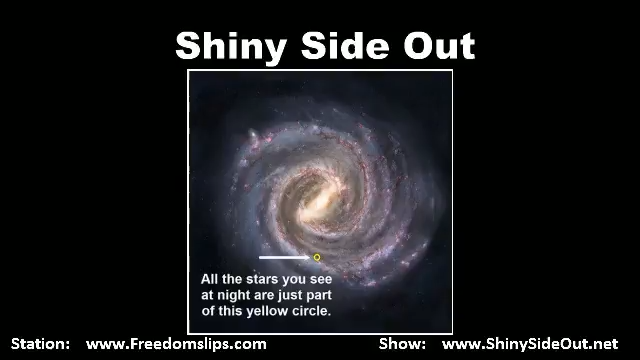 Shiny Side Out
All the stars you see
at night are just part
of this yellow circle.
Station: www.Freedomslips.com Show: www.ShinySideOut.net